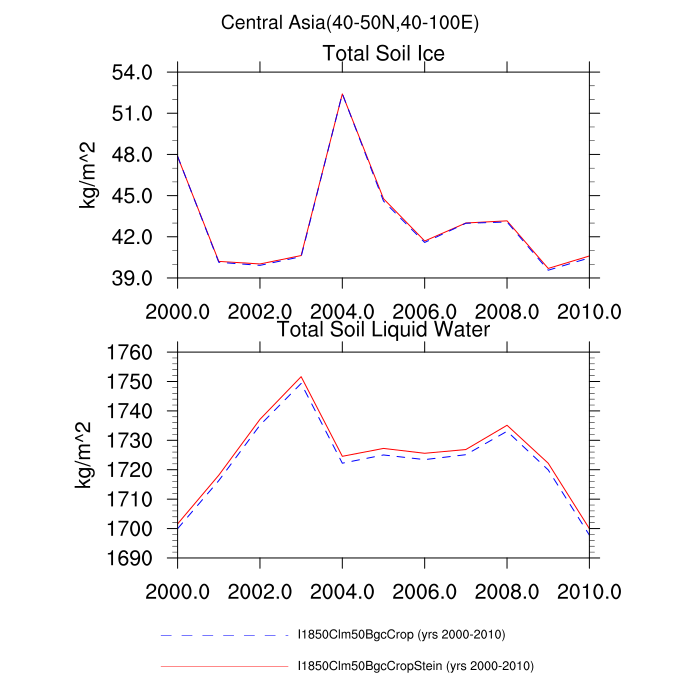 Central Asia(40-50N,40-100E)
Total Soil Ice
54.0
51.0
48.0
45.0
42.0
39.0
kg/m^2
2000.0 2002.0 2004.0 2006.0 2008.0 2010.0
Total Soil Liquid Water
1760
1750
1740
1730
1720
1710
1700
1690
kg/m^2
2000.0 2002.0 2004.0 2006.0 2008.0 2010.0
I1850Clm50BgcCrop (yrs 2000-2010)
I1850Clm50BgcCropStein (yrs 2000-2010)